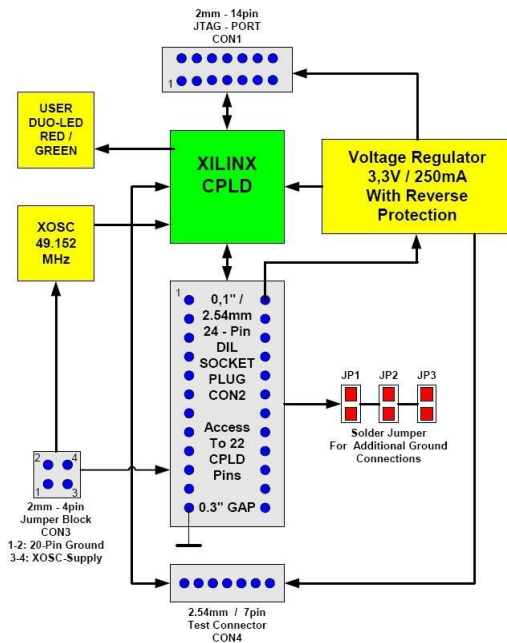 2mm - 14pin
JTAG - PORT
CON1
1
USER
DUO-LED
RED /
GREEN
XILINX
CPLD
Voltage Regulator
3,3V / 250mA
With Reverse
Protection
XOSC
49.152
MHz
1
0,1" /
2.54mm
24 - Pin
DIL
SOCKET
PLUG
CON2
Access
To 22
CPLD
Pins
0.3" GAP
JP1 JP2 JP3
Solder Jumper
For Additional Ground
Connections
2 4
1 3
2mm - 4pin
Jumper Block
CON3
1-2: 20-Pin Ground
3-4: XOSC-Supply
2.54mm / 7pin
Test Connector
CON4